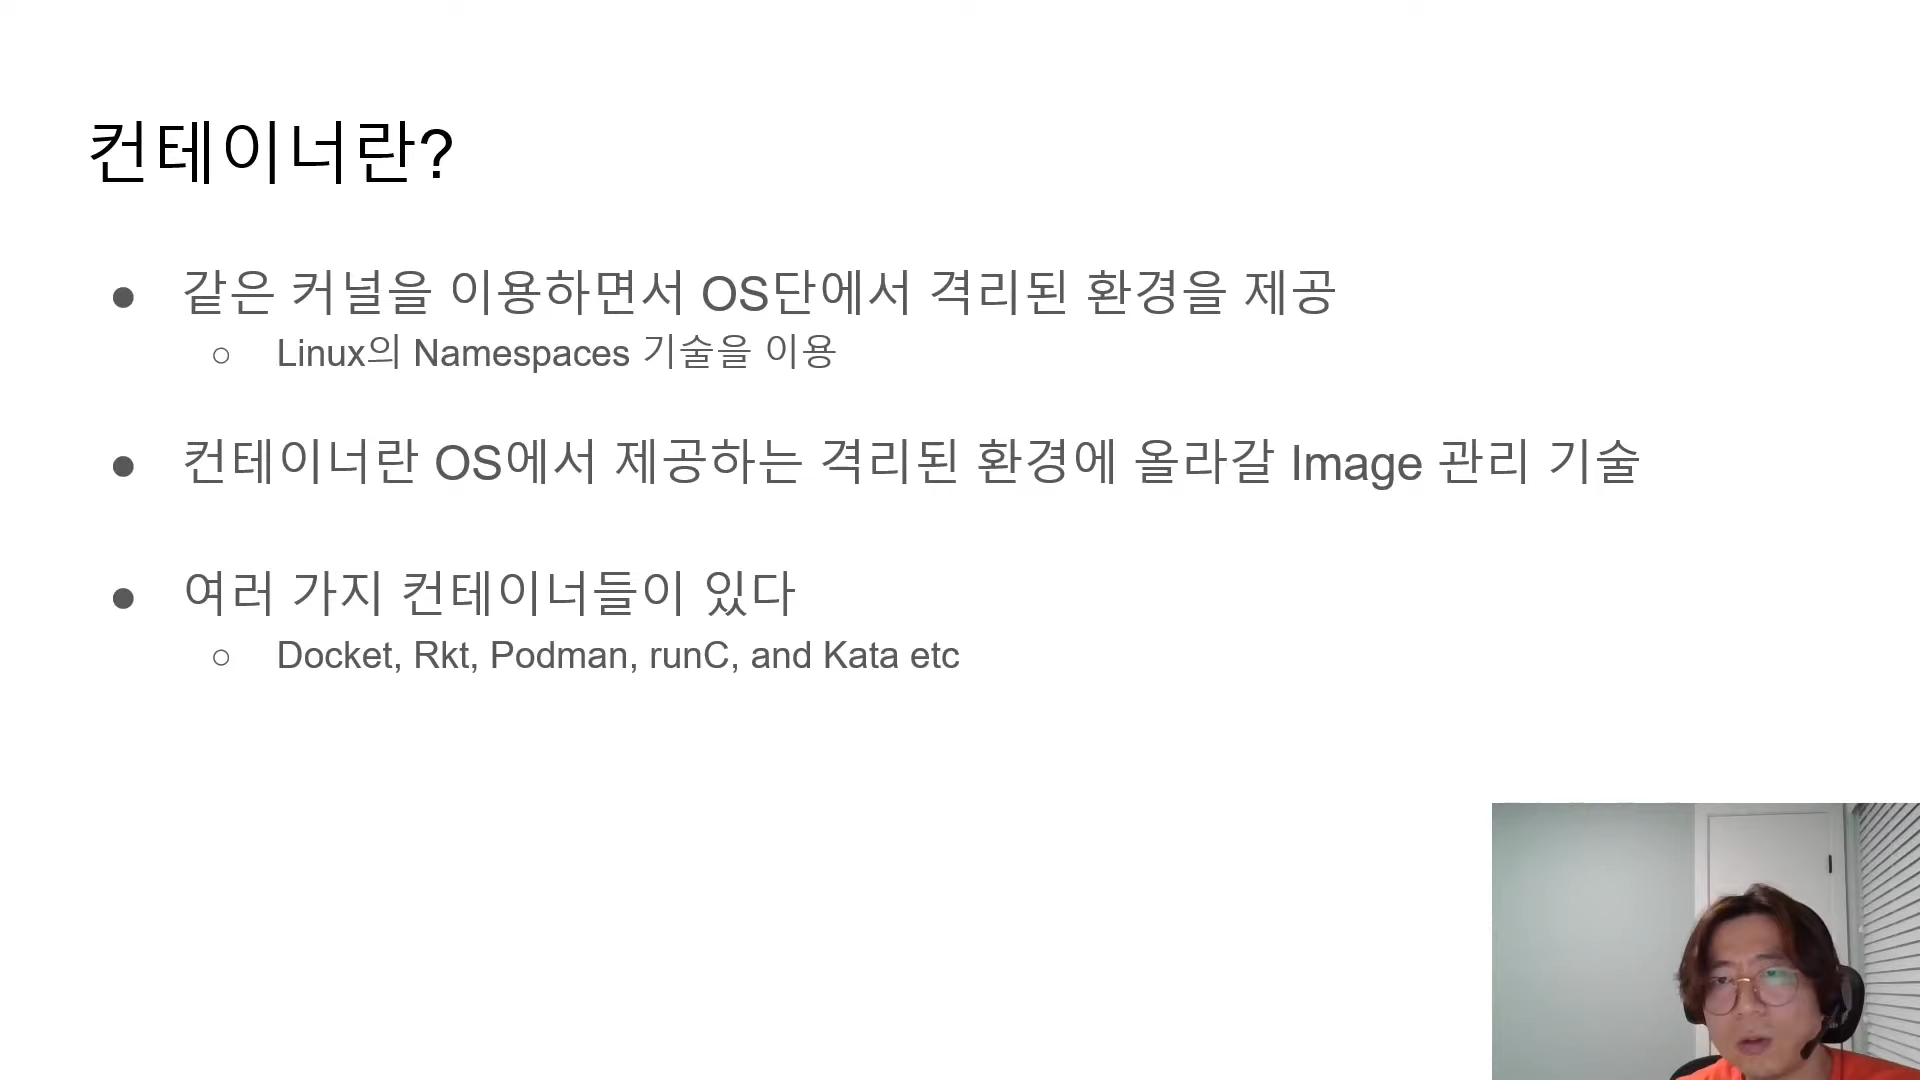 컨테이너란?
● 같은 커널을 이용하면서 OS단에서 격리된 환경을 제공
○ Linux의 Namespaces 기술을 이용
● 컨테이너란 OS에서 제공하는 격리된 환경에 올라갈 Image 관리 기술
● 여러 가지 컨테이너들이 있다
○ Docket, Rkt, Podman, runC, and Kata etc